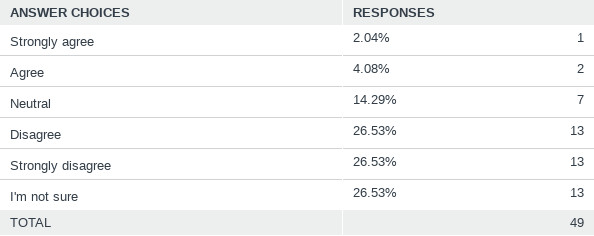 ANSWER CHOICES RESPONSES
Strongly agree 2.04% 1
Agree 4.08% 2
Neutral 14.29% 7
Disagree 26.53% 13
Strongly disagree 26.53% 13
I'm not sure 26.53% 13
TOTAL 49